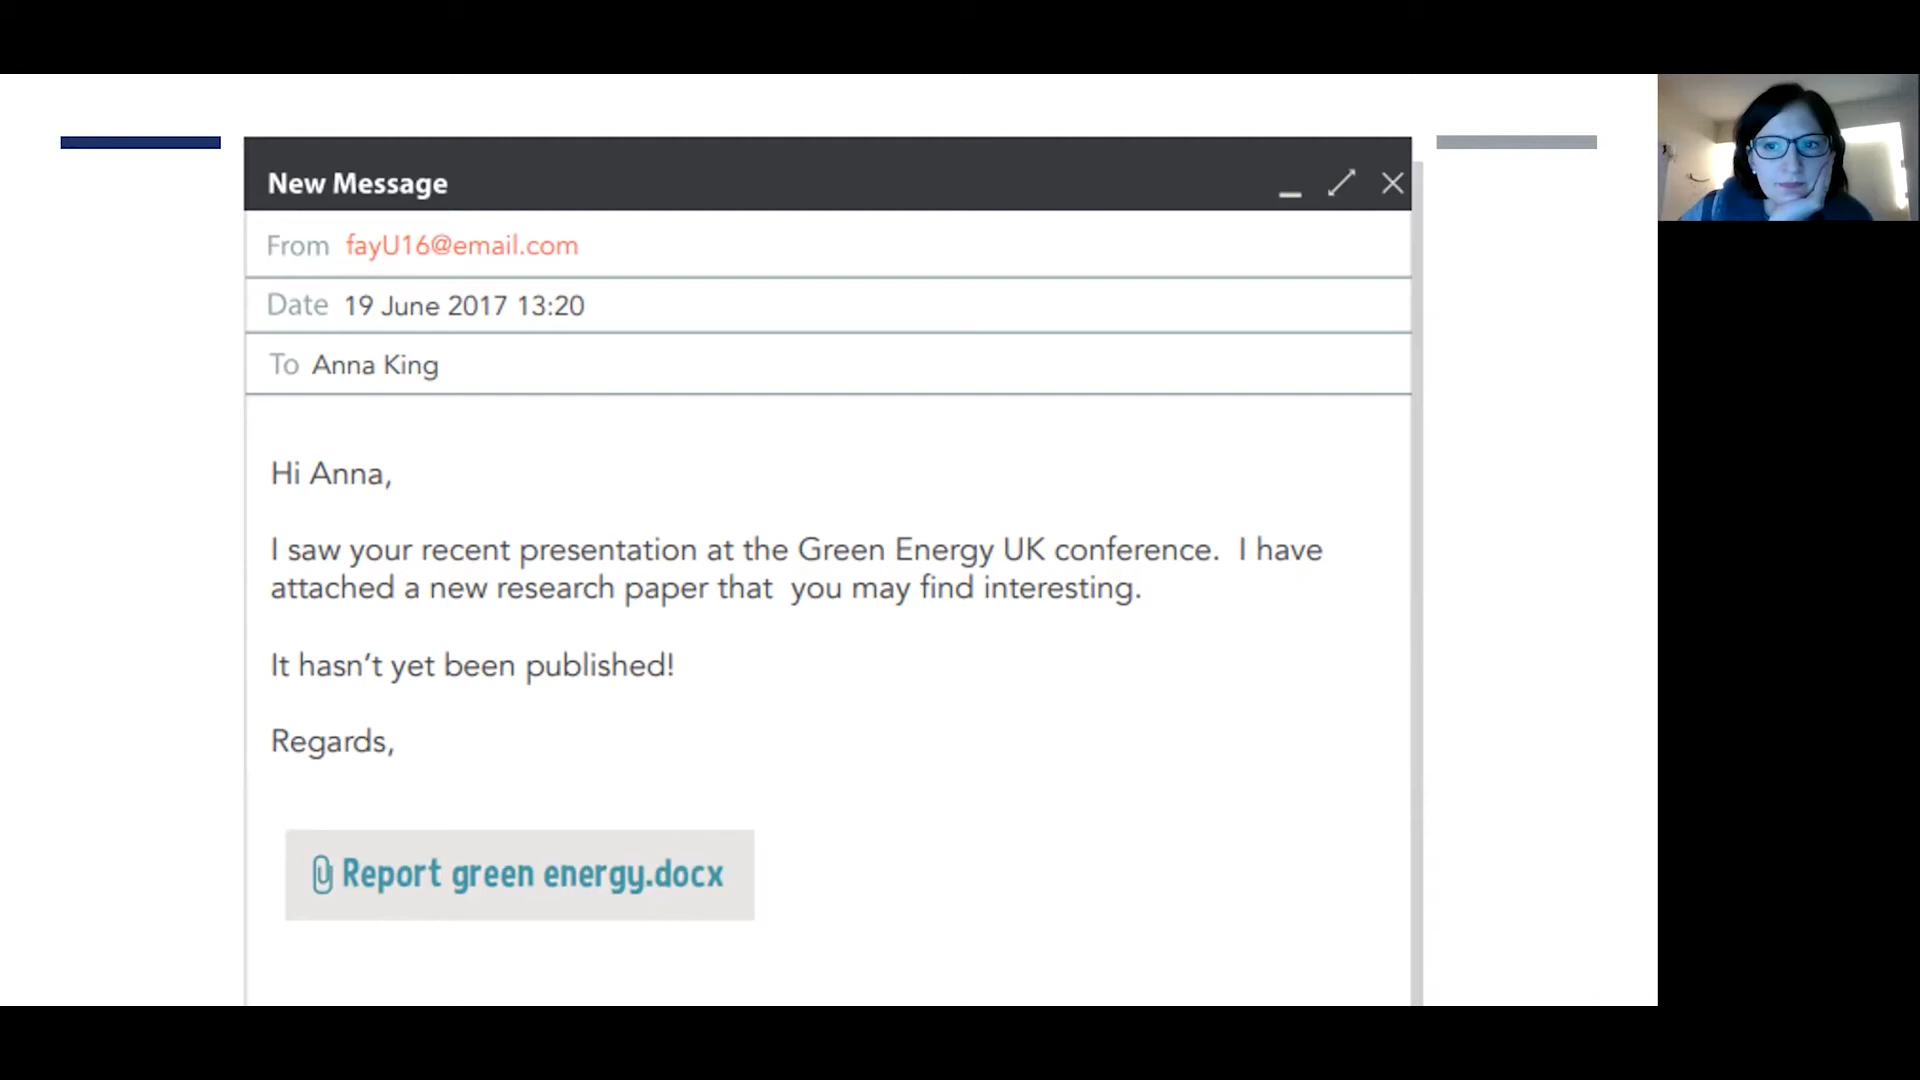 New Message
From fayU16@email.com
Date 19 June 2017 13:20
To Anna King
Hi Anna,
I saw your recent presentation at the Green Energy UK conference. I have
attached a new research paper that you may find interesting.
It hasn't yet been published!
Regards,
Report green energy.docx